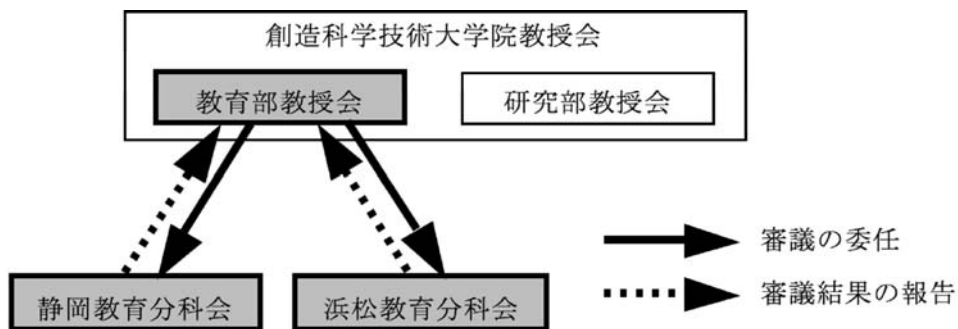 創造科学技術大学院教授会
教育部教授会
研究部教授会
審議の委任
静岡教育分科会
浜松教育分科会
審議結果の報告